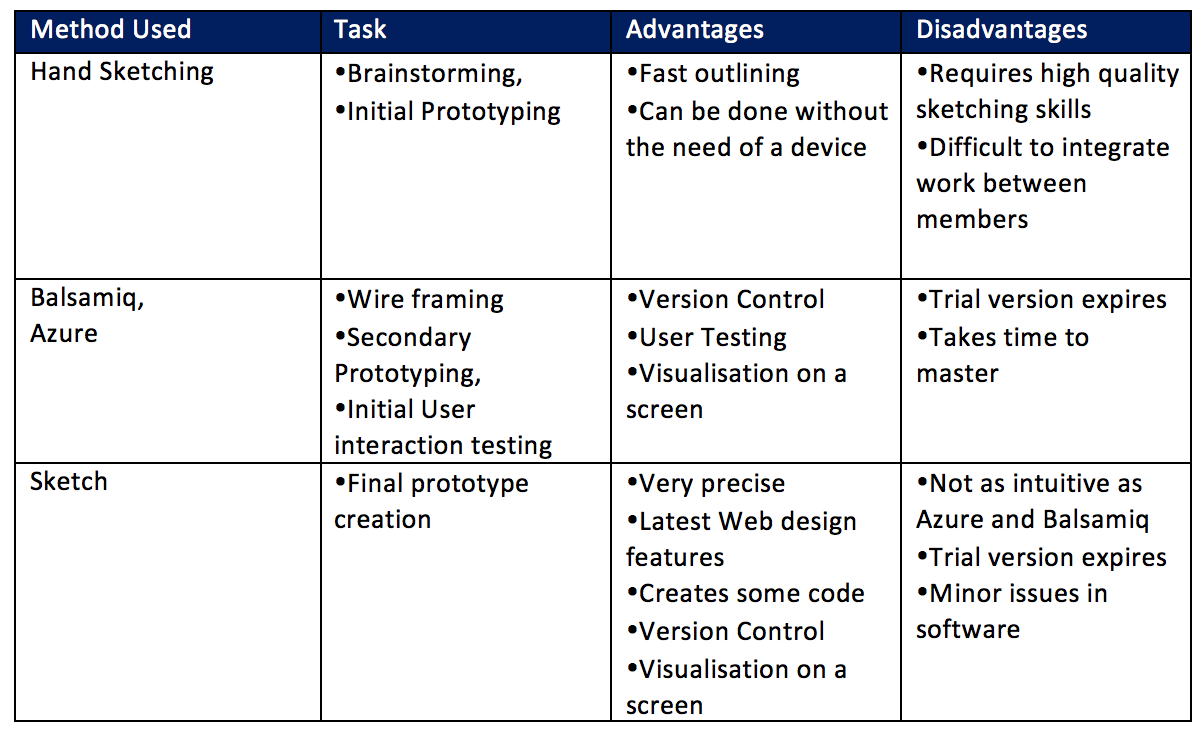 Method Used
Task
Advantages
Disadvantages
Hand Sketching
•Brainstorming,
•Initial Prototyping
•Fast outlining
•Can be done without
the need of a device
•Requires high quality
sketching skills
•Difficult to integrate
work between
members
Balsamiq,
Azure
•Wire framing
•Secondary
Prototyping,
•Initial User
interaction testing
•Version Control
•User Testing
•Visualisation on a
screen
•Trial version expires
•Takes time to
master
Sketch
•Final prototype
creation
•Very precise
•Latest Web design
features
•Creates some code
•Version Control
•Visualisation on a
screen
•Not as intuitive as
Azure and Balsamiq
•Trial version expires
•Minor issues in
software